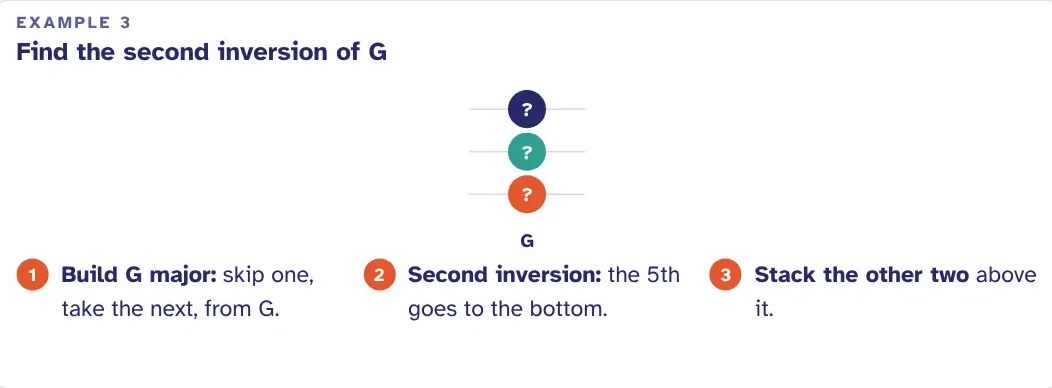 EXAMPLE 3
Find the second inversion of G
?
?
?
G
1 Build G major: skip one,
take the next, from G.
2 Second inversion: the 5th
goes to the bottom.
3 Stack the other two above
it.